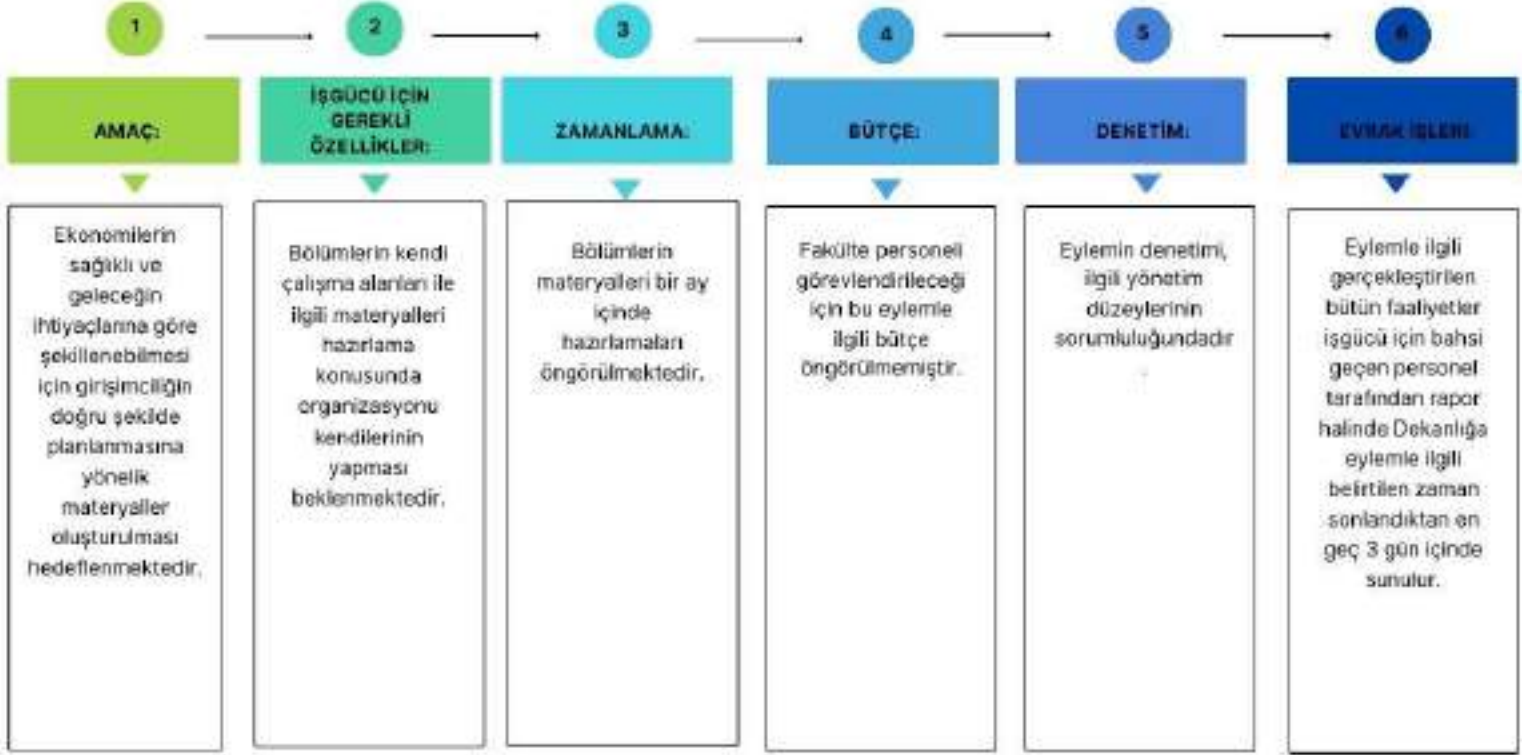 1
2
3
4
5
6
AMAÇ:
İŞGÜCÜ İÇİN
GEREKLİ
ÖZELLİKLER:
ZAMANLAMA:
BÜTÇE:
DENETİM:
EVRAK İŞLERİ:
Ekonomilerin
sağlıklı ve
geleceğin
ihtiyaçlarına göre
şekillenebilmesi
için girişimciliğin
doğru şekilde
planlanmasına
yönelik
materyaller
oluşturulması
hedeflenmektedir.
Bölümlerin kendi
çalışma alanları ile
ilgili materyalleri
hazırlama
konusunda
organizasyonu
kendilerinin
yapması
beklenmektedir.
Bölümlerin
materyalleri bir ay
içinde
hazırlamaları
öngörülmektedir.
Fakülte personeli
görevlendirileceği
için bu eylemle
ilgili bütçe
öngörülmemiştir.
Eylemin denetimi,
ilgili yönetim
düzeylerinin
sorumluluğundadır
.
Eylemle ilgili
gerçekleştirilen
bütün faaliyetler
işgücü için bahsi
geçen personel
tarafından rapor
halinde Dekanlığa
eylemle ilgili
belirtilen zaman
sonlandıktan en
geç 3 gün içinde
sunulur.